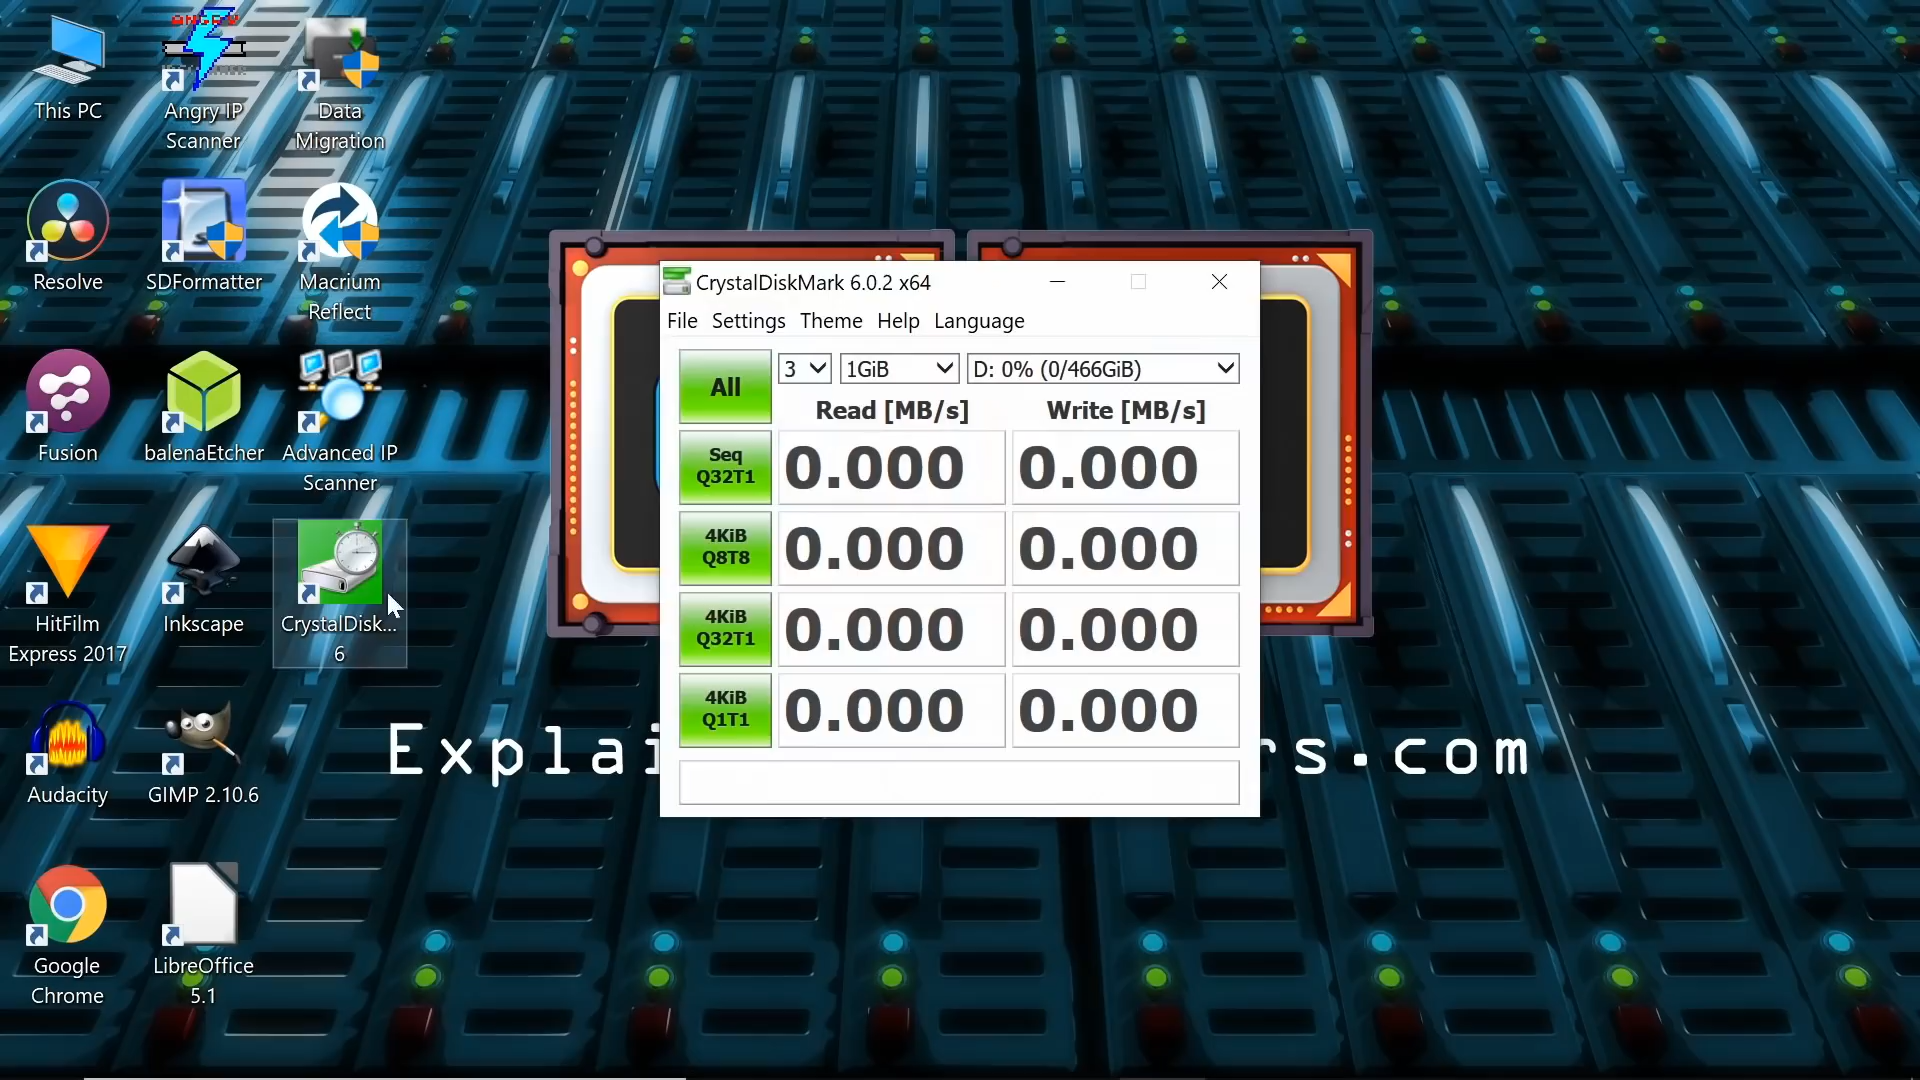 This PC
ANGRY
Angry IP
Scanner
Data
Migration
Resolve
SDFormatter
Macrium
Reflect
Fusion
balenaEtcher
Advanced IP
Scanner
HitFilm
Express 2017
Inkscape
CrystalDisk...
6
Audacity
GIMP 2.10.6
Google
Chrome
LibreOffice
5.1
CrystalDiskMark 6.0.2 x64
File Settings Theme Help Language
All 3 1GiB D: 0% (0/466GiB)
Read [MB/s] Write [MB/s]
Seq
Q32T1 0.000 0.000
4KiB
Q8T8 0.000 0.000
4KiB
Q32T1 0.000 0.000
4KiB
Q1T1 0.000 0.000
Explai rs.com